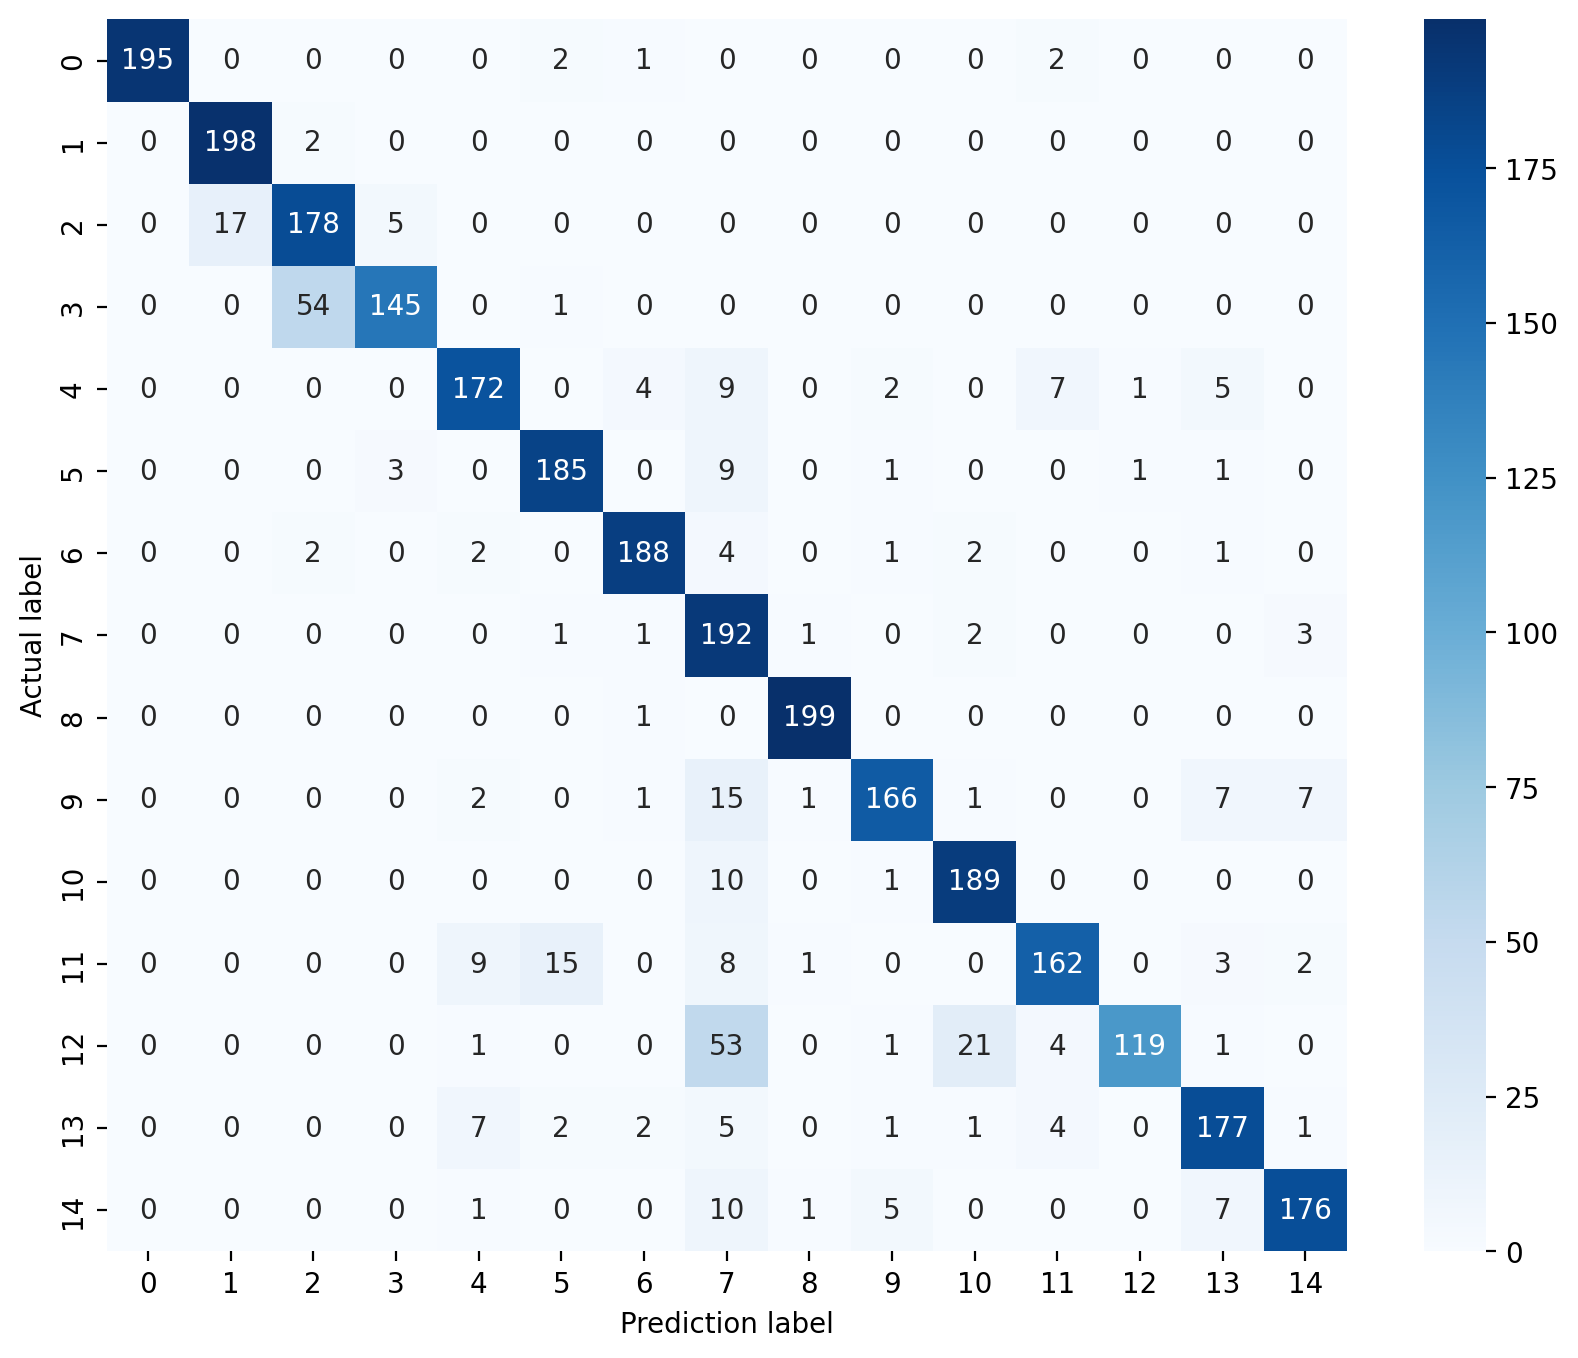 0 195 0 0 0 0 2 1 0 0 0 0 2 0 0 0
1 0 198 2 0 0 0 0 0 0 0 0 0 0 0 0
2 0 17 178 5 0 0 0 0 0 0 0 0 0 0 0
3 0 0 54 145 0 1 0 0 0 0 0 0 0 0 0
4 0 0 0 0 172 0 4 9 0 2 0 7 1 5 0
5 0 0 0 3 0 185 0 9 0 1 0 0 1 1 0
6 0 0 2 0 2 0 188 4 0 1 2 0 0 1 0
7 0 0 0 0 0 1 1 192 1 0 2 0 0 0 3
8 0 0 0 0 0 0 1 0 199 0 0 0 0 0 0
9 0 0 0 0 2 0 1 15 1 166 1 0 0 7 7
10 0 0 0 0 0 0 0 10 0 1 189 0 0 0 0
11 0 0 0 0 9 15 0 8 1 0 0 162 0 3 2
12 0 0 0 0 1 0 0 53 0 1 21 4 119 1 0
13 0 0 0 0 7 2 2 5 0 1 1 4 0 177 1
14 0 0 0 0 1 0 0 10 1 5 0 0 0 7 176
0 1 2 3 4 5 6 7 8 9 10 11 12 13 14
Prediction label
Actual label
175
150
125
100
75
50
25
0